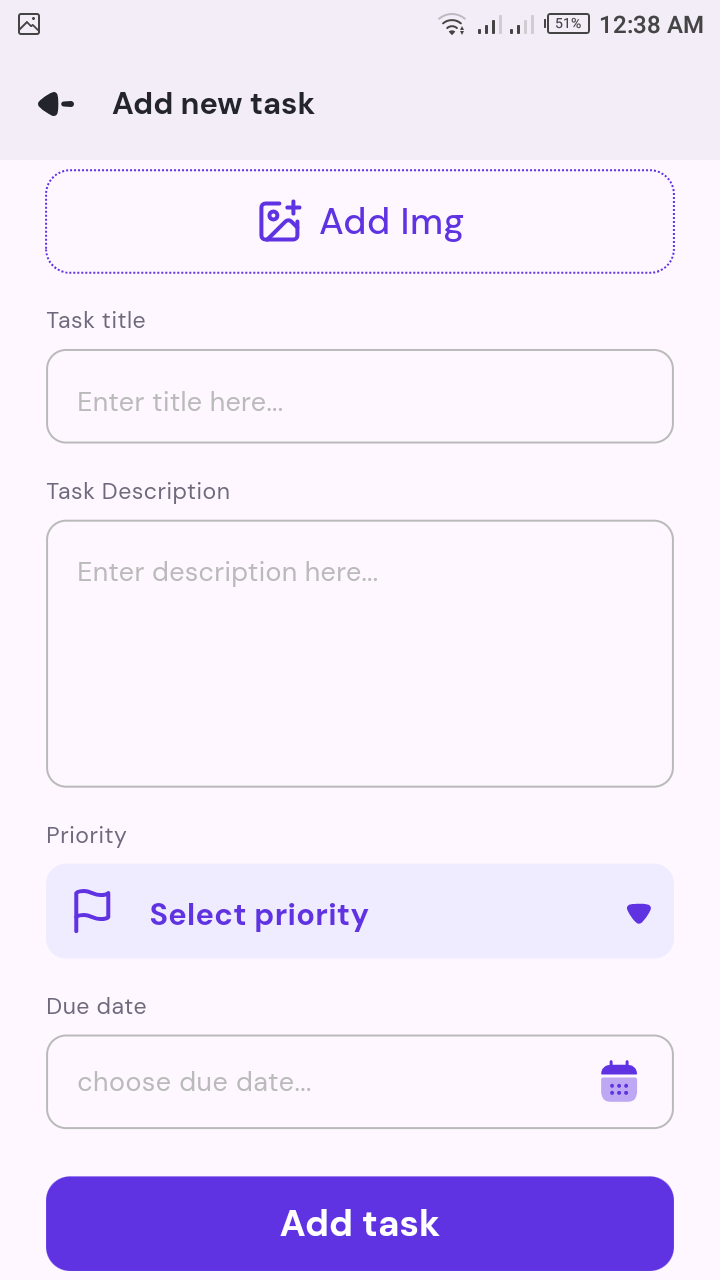 51% 12:38 AM
Add new task
Add Img
Task title
Enter title here...
Task Description
Enter description here...
Priority
Select priority
Due date
choose due date...
Add task